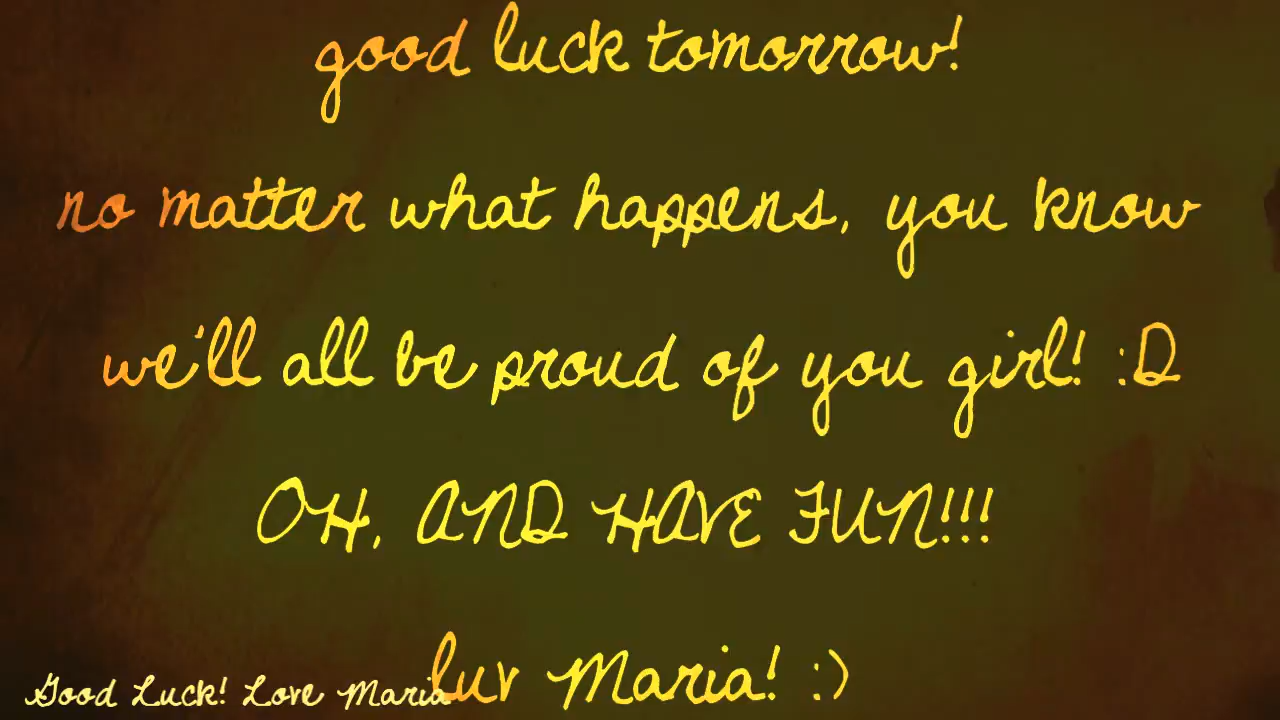 good luck tomorrow!
no matter what happens, you know
we'll all be proud of you girl! :D
OH, AND HAVE FUN!!!
luv Maria! :)
Good Luck! Love Maria